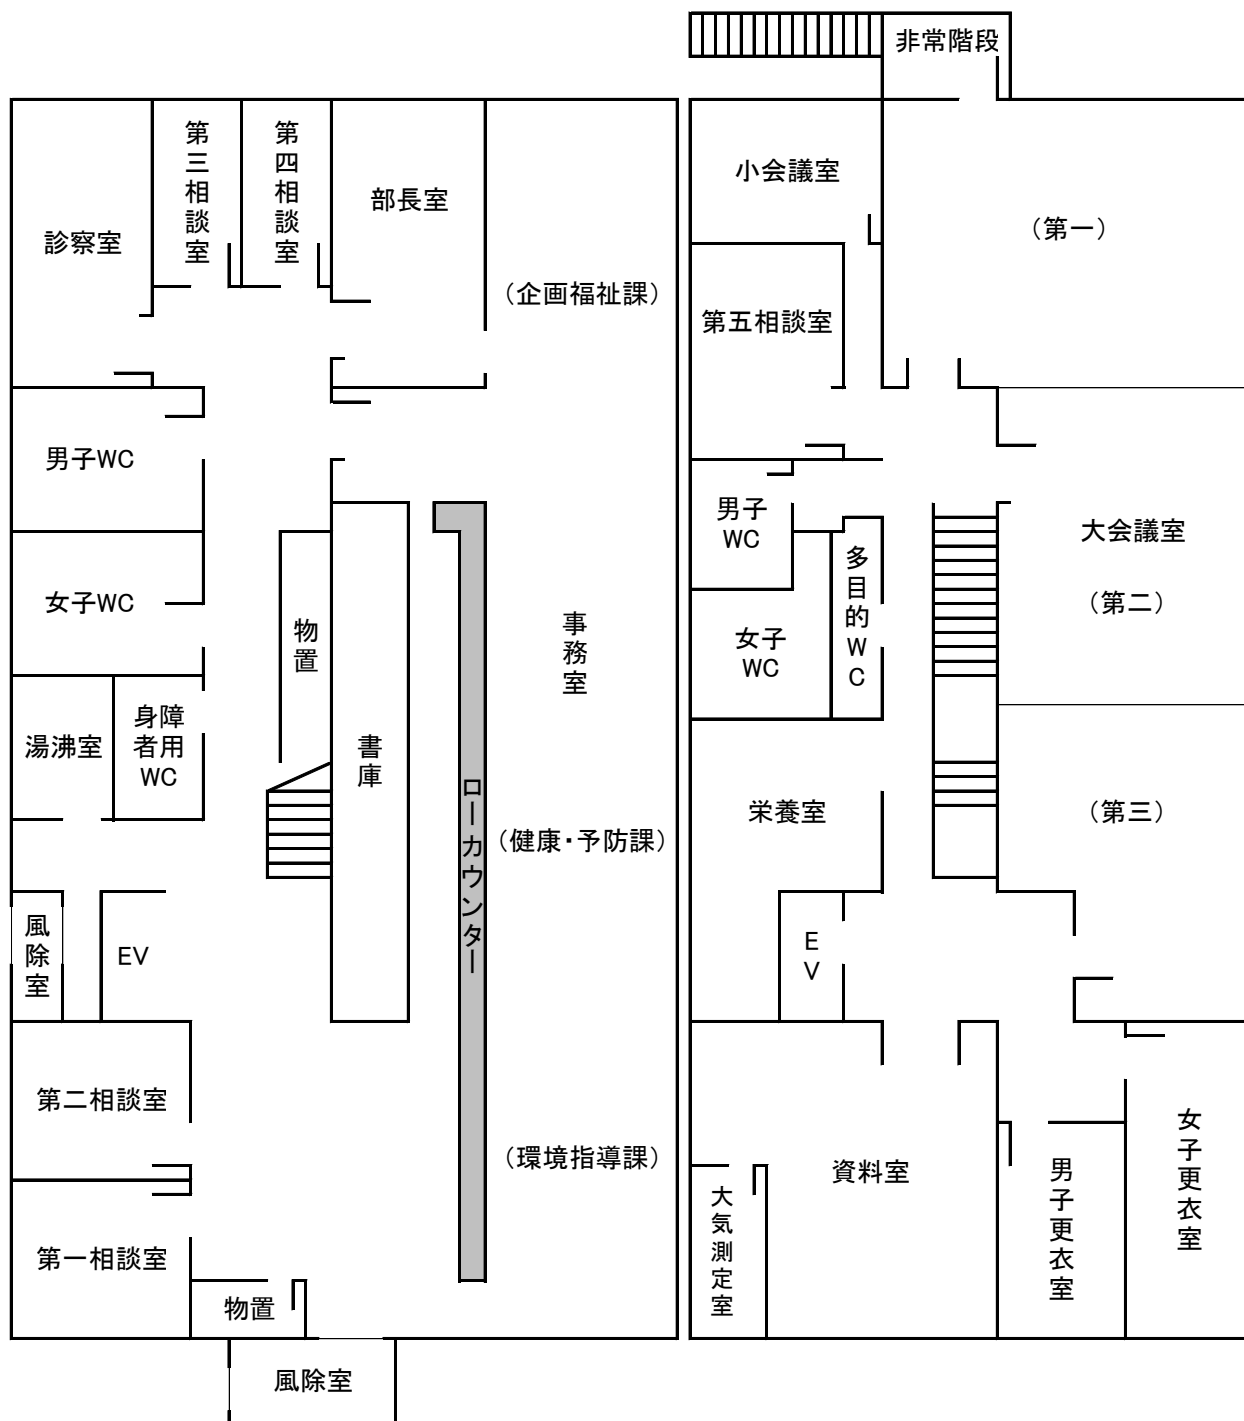 非常階段
第三相談室
第四相談室
部長室
診察室
(企画福祉課)
男子WC
女子WC
物置
事務室
湯沸室
身障
者用
WC
書庫
ローカウンター
(健康・予防課)
風除室
EV
第二相談室
(環境指導課)
第一相談室
物置
風除室
小会議室
(第一)
第五相談室
男子
WC
多目的WC
大会議室
(第二)
女子
WC
栄養室
(第三)
EV
資料室
大気測定室
男子更衣室
女子更衣室